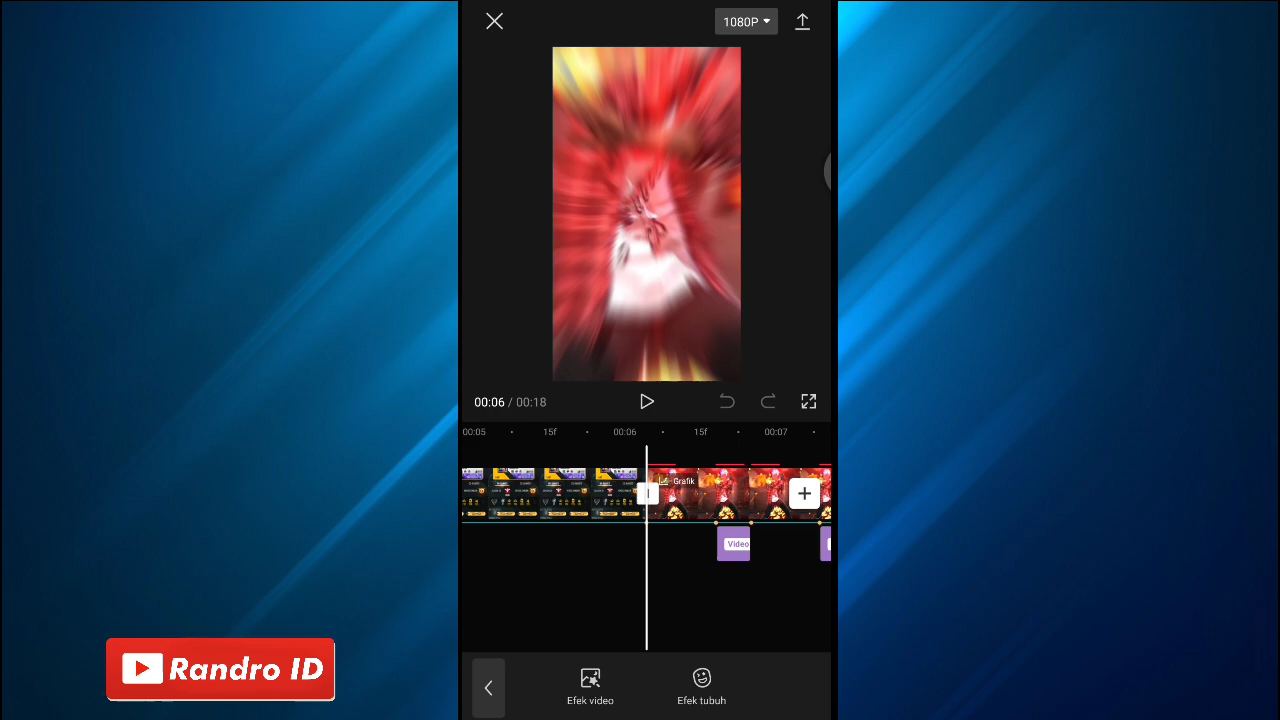 1080P
00:06 / 00:18
00:05 15f 00:06 15f 00:07
Grafik
Video
Randro ID
Efek video
Efek tubuh